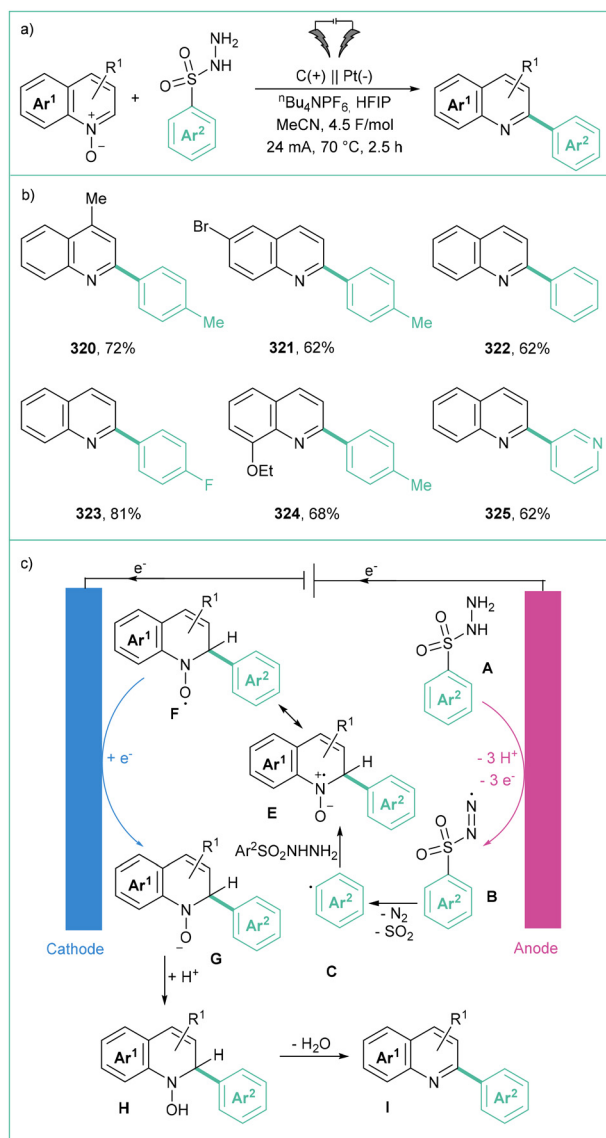 a)
R¹
Ar¹
N
+
O
−
+
NH₂
NH
O
S
O
Ar²
C(+) || Pt(-)
ⁿBu₄NPF₆, HFIP
MeCN, 4.5 F/mol
24 mA, 70 °C, 2.5 h
R¹
Ar¹
N
Ar²
b)
Me
N
Me
320, 72%
Br
N
Me
321, 62%
N
322, 62%
N
F
323, 81%
N
OEt
Me
324, 68%
N
N
325, 62%
c)
e⁻
e⁻
R¹
H
Ar¹
N
O
Ar²
F
NH₂
NH
O
S
O
Ar²
A
+ e⁻
- 3 H⁺
- 3 e⁻
R¹
H
Ar¹
N
+
O
−
Ar²
E
N
N
O
S
O
Ar²
B
Ar²SO₂NHNH₂
Ar²
C
- N₂
- SO₂
R¹
H
Ar¹
N
O
−
Ar²
G
Cathode
Anode
+ H⁺
R¹
H
Ar¹
N
OH
Ar²
H
- H₂O
R¹
Ar¹
N
Ar²
I